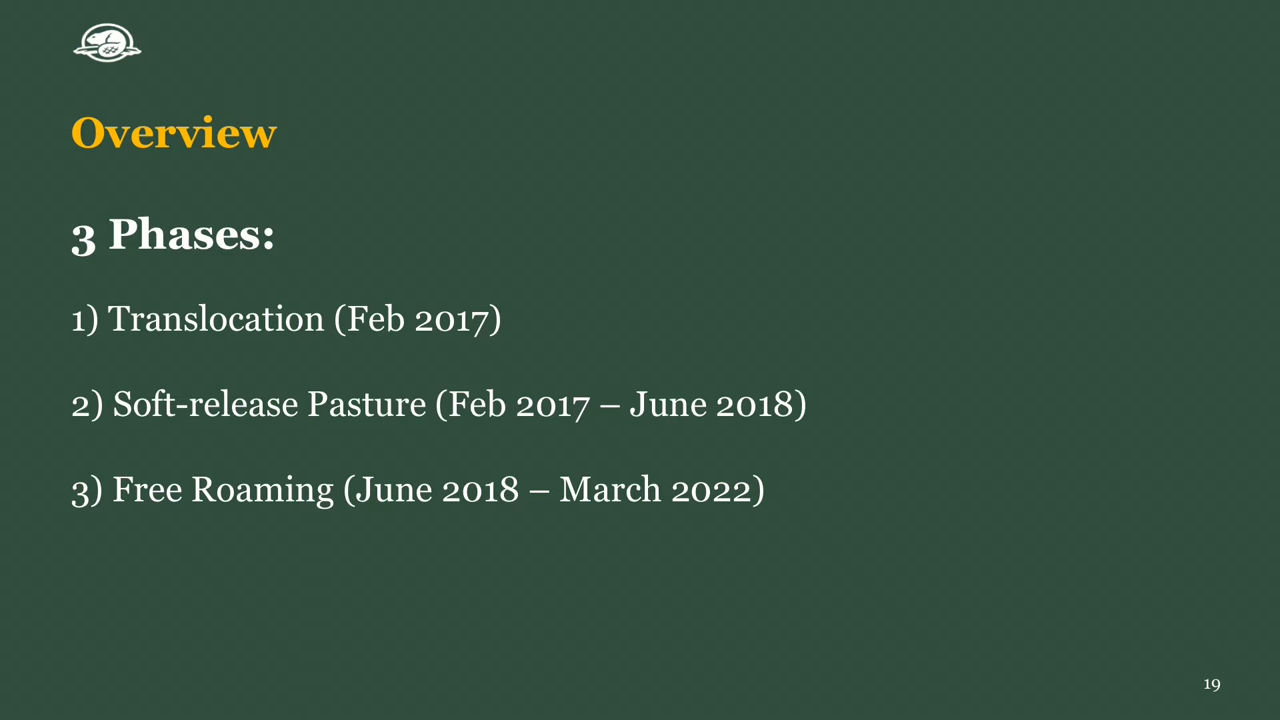 Overview
3 Phases:
1) Translocation (Feb 2017)
2) Soft-release Pasture (Feb 2017 – June 2018)
3) Free Roaming (June 2018 – March 2022)
19